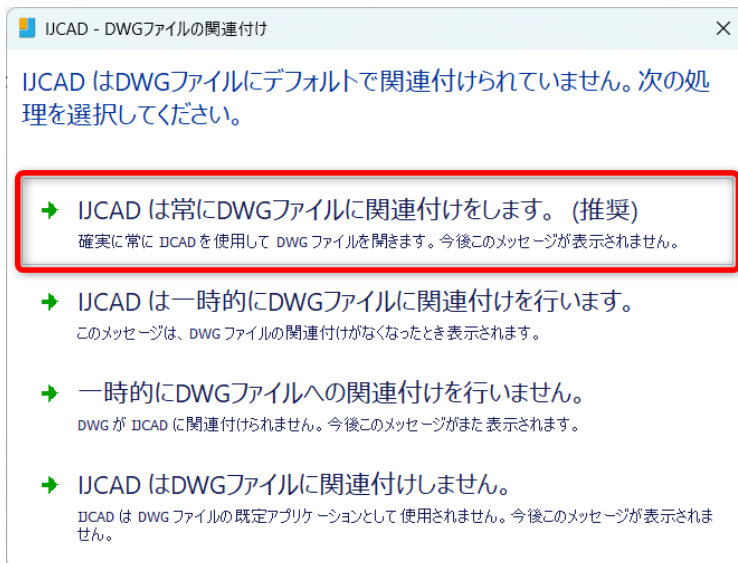 IJCAD - DWGファイルの関連付け
IJCAD はDWGファイルにデフォルトで関連付けられていません。次の処
理を選択してください。
IJCAD は常にDWGファイルに関連付けをします。 (推奨)
確実に常に IJCAD を使用して DWG ファイルを開きます。今後このメッセージが表示されません。
IJCAD は一時的にDWGファイルに関連付けを行います。
このメッセージは、DWG ファイルの関連付けがなくなったとき表示されます。
一時的にDWGファイルへの関連付けを行いません。
DWG が IJCAD に関連付けられません。今後このメッセージがまた表示されます。
IJCAD はDWGファイルに関連付けしません。
IJCAD は DWG ファイルの既定アプリケーションとして使用されません。今後このメッセージが表示されま
せん。